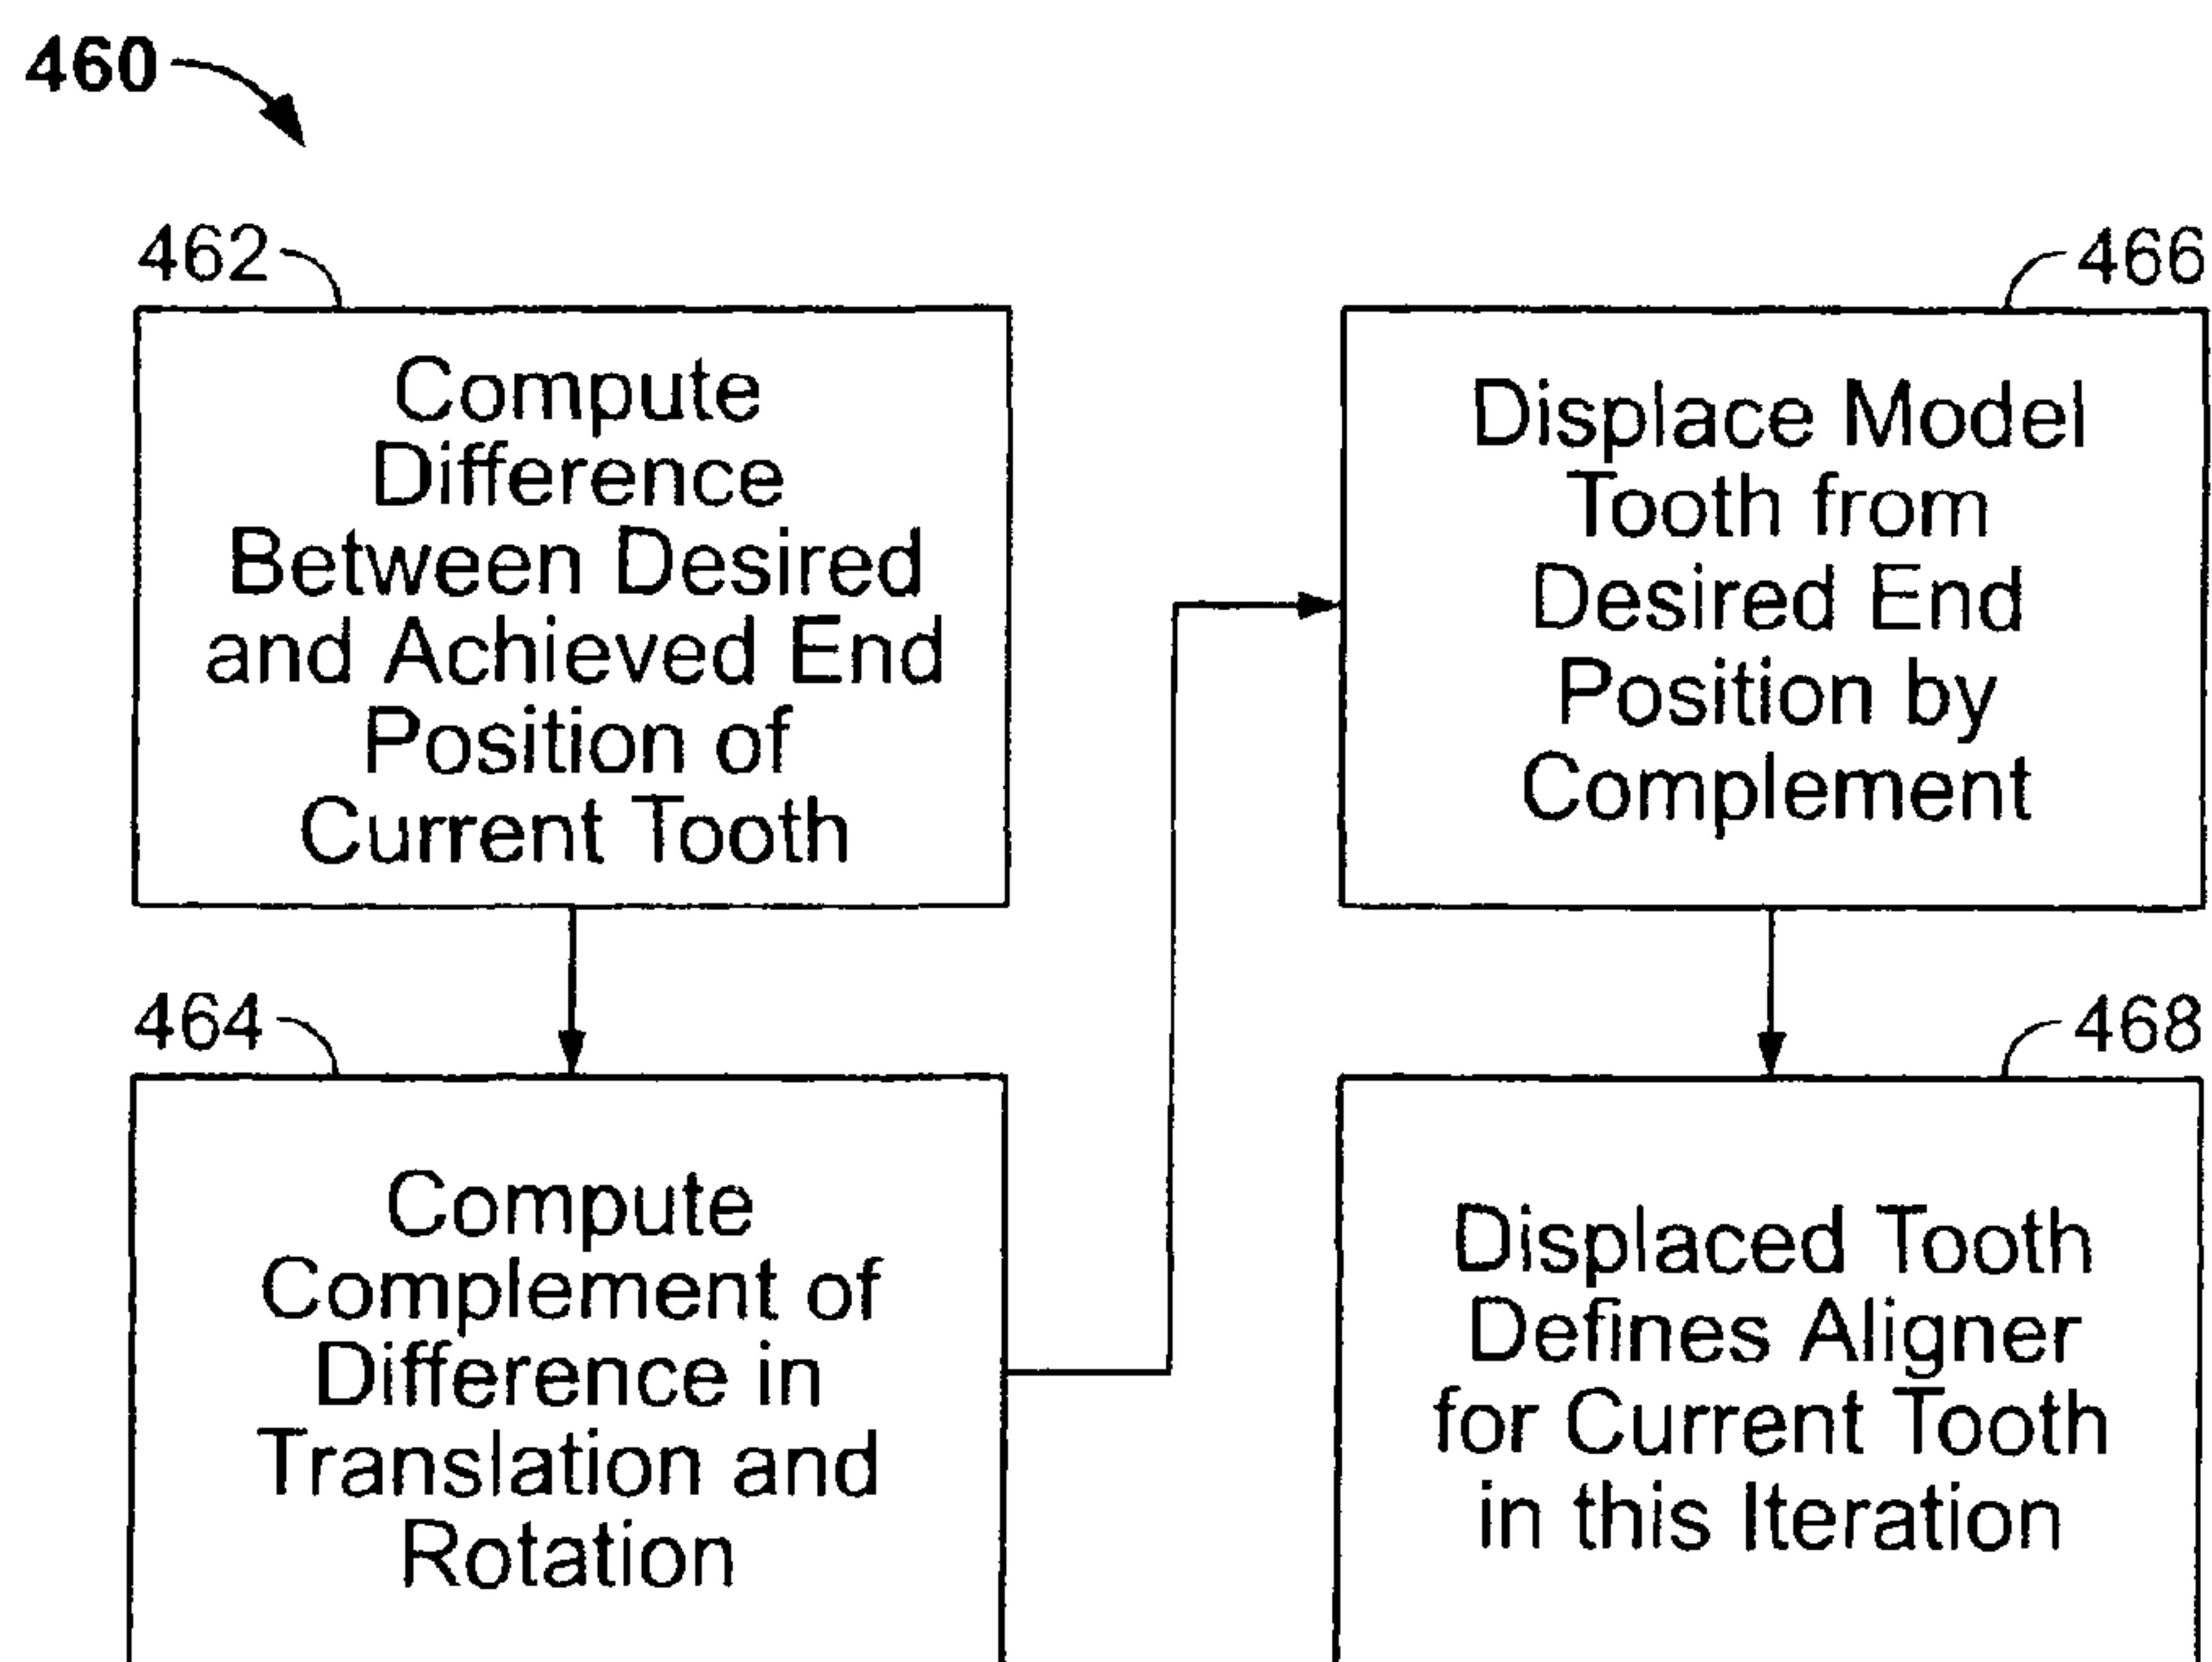 460
462
Compute
Difference
Between Desired
and Achieved End
Position of
Current Tooth
464
Compute
Complement of
Difference in
Translation and
Rotation
466
Displace Model
Tooth from
Desired End
Position by
Complement
468
Displaced Tooth
Defines Aligner
for Current Tooth
in this Iteration